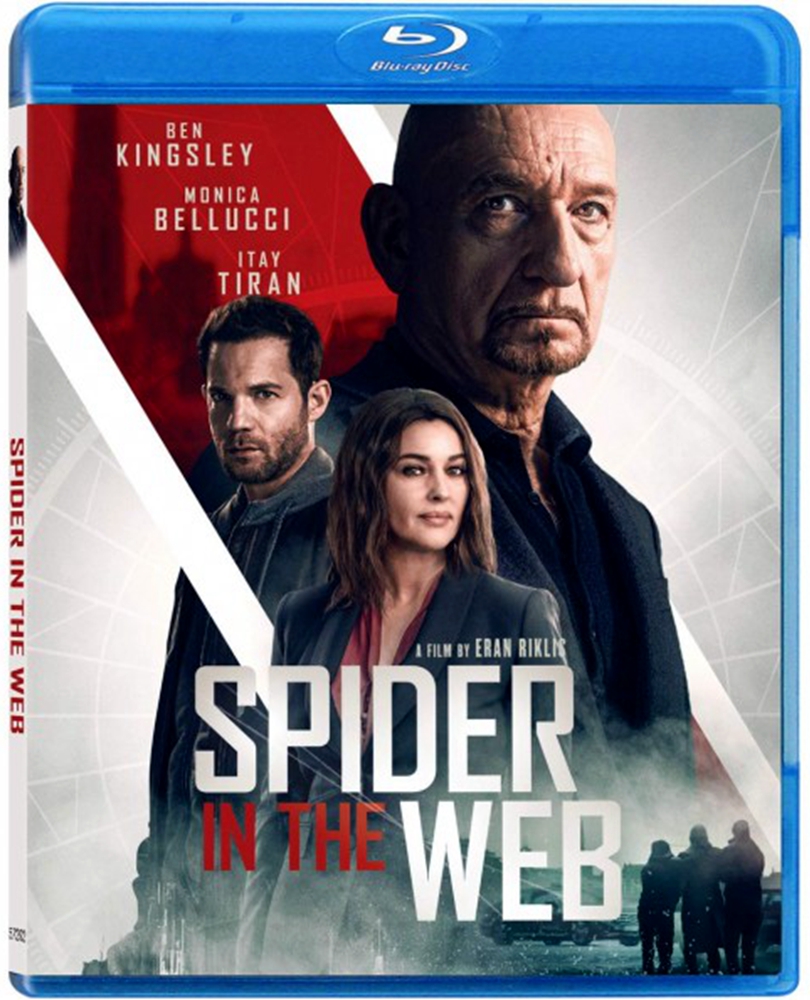 Blu-ray Disc
BEN
KINGSLEY
MONICA
BELLUCCI
ITAY
TIRAN
A FILM BY ERAN RIKLIS
SPIDER
IN THE WEB
SPIDER IN THE WEB